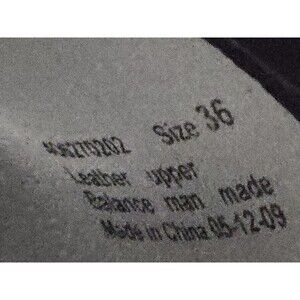 Size 36
Leather upper
Balance man made
Made in China 05-12-09